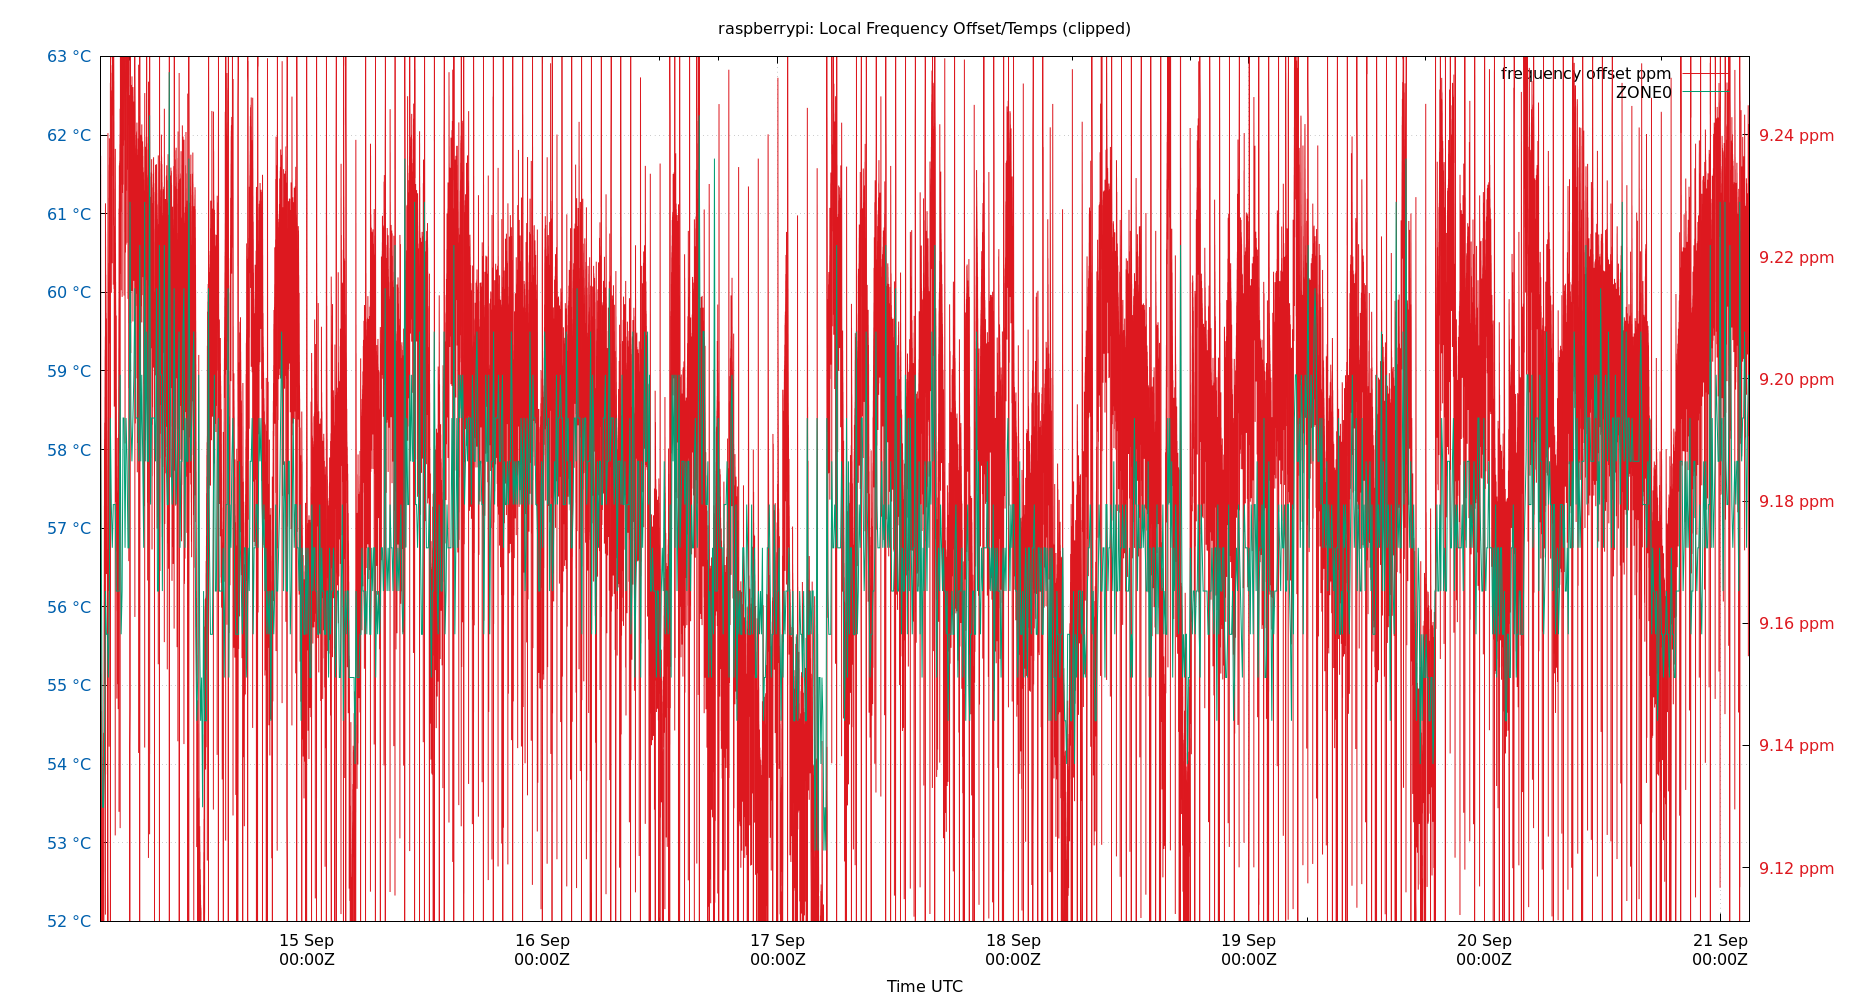 raspberrypi: Local Frequency Offset/Temps (clipped)
63 °C
62 °C
61 °C
60 °C
59 °C
58 °C
57 °C
56 °C
55 °C
54 °C
53 °C
52 °C
frequency offset ppm
ZONE0
9.24 ppm
9.22 ppm
9.20 ppm
9.18 ppm
9.16 ppm
9.14 ppm
9.12 ppm
15 Sep
00:00Z
16 Sep
00:00Z
17 Sep
00:00Z
18 Sep
00:00Z
19 Sep
00:00Z
20 Sep
00:00Z
21 Sep
00:00Z
Time UTC